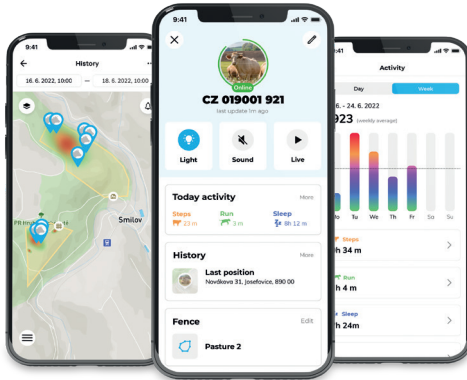 9:41
History
16. 6. 2022, 10:00 – 18. 6. 2022, 10:00
Smilov
9:41
Online
CZ 019001 921
last update 1m ago
Light
Sound
Live
Today activity
More
Steps
Run
Sleep
23 m
3 m
8h 12 m
History
More
Last position
Novákova 31, Josefovice, 890 00
Fence
Edit
Pasture 2
:41
Activity
Day
Week
6. - 24. 6. 2022
923 (weekly average)
Tu We Th Fr Sa Su
Steps
h 34 m
Run
h 4 m
Sleep
h 24m